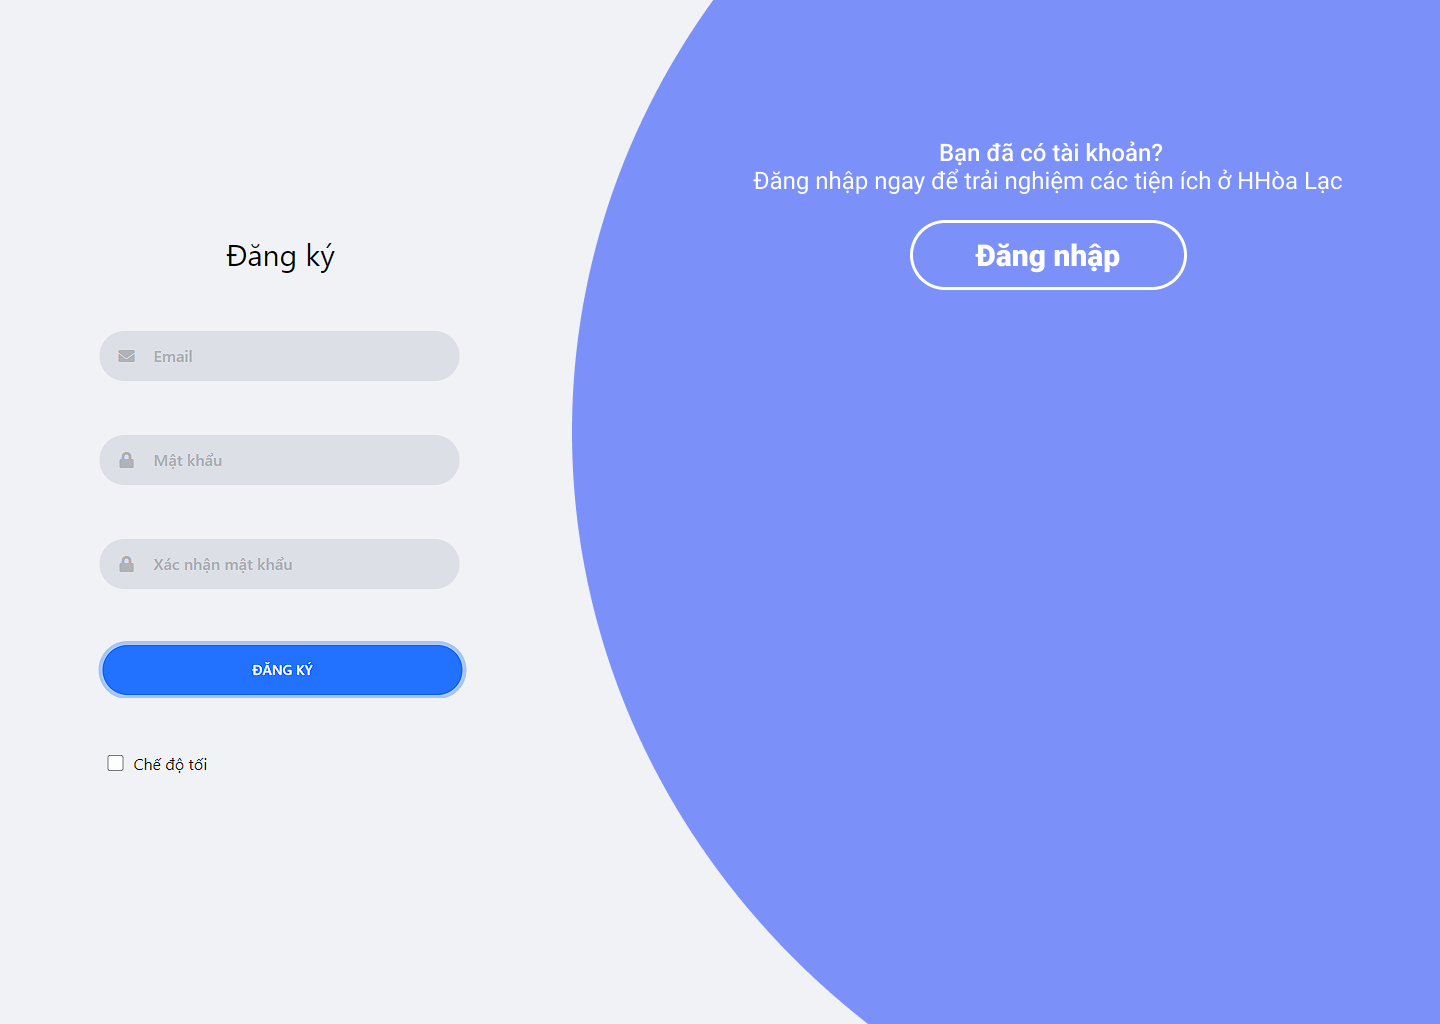 Đăng ký
Email
Mật khẩu
Xác nhận mật khẩu
ĐĂNG KÝ
Chế độ tối
Bạn đã có tài khoản?
Đăng nhập ngay để trải nghiệm các tiện ích ở HHòa Lạc
Đăng nhập